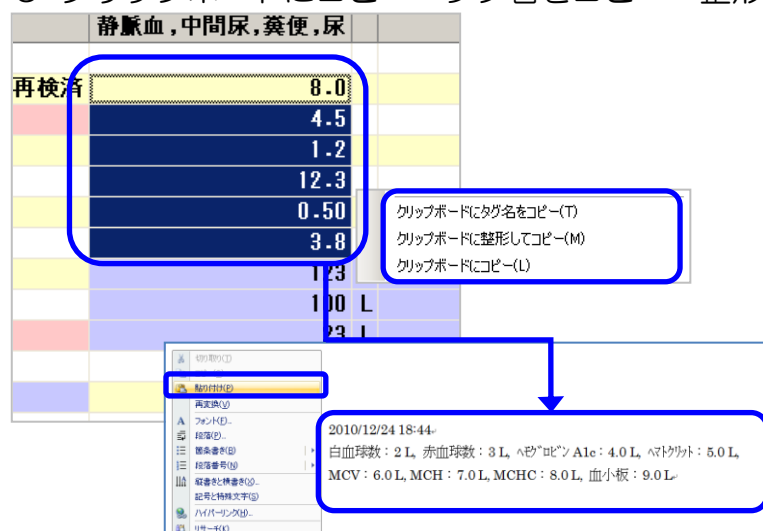 静脈血,中間尿,糞便,尿
再検済 8.0
4.5
1.2
12.3
0.50
3.8
123
100 L
23 L
クリップボードにタグ名をコピー(T)
クリップボードに整形してコピー(M)
クリップボードにコピー(L)
切り取り(T)
貼り付け(P)
再変換(V)
フォント(F)...
段落(P)...
箇条書き(B)
段落番号(N)
縦書きと横書き(X)...
記号と特殊文字(S)
ハイパーリンク(H)...
リサーチ(K)
2010/12/24 18:44
白血球数：2 L, 赤血球数：3 L, ﾍﾓｸﾞﾛﾋﾞﾝ A1c：4.0 L, ﾍﾏﾄｸﾘｯﾄ：5.0 L,
MCV：6.0 L, MCH：7.0 L, MCHC：8.0 L, 血小板：9.0 L